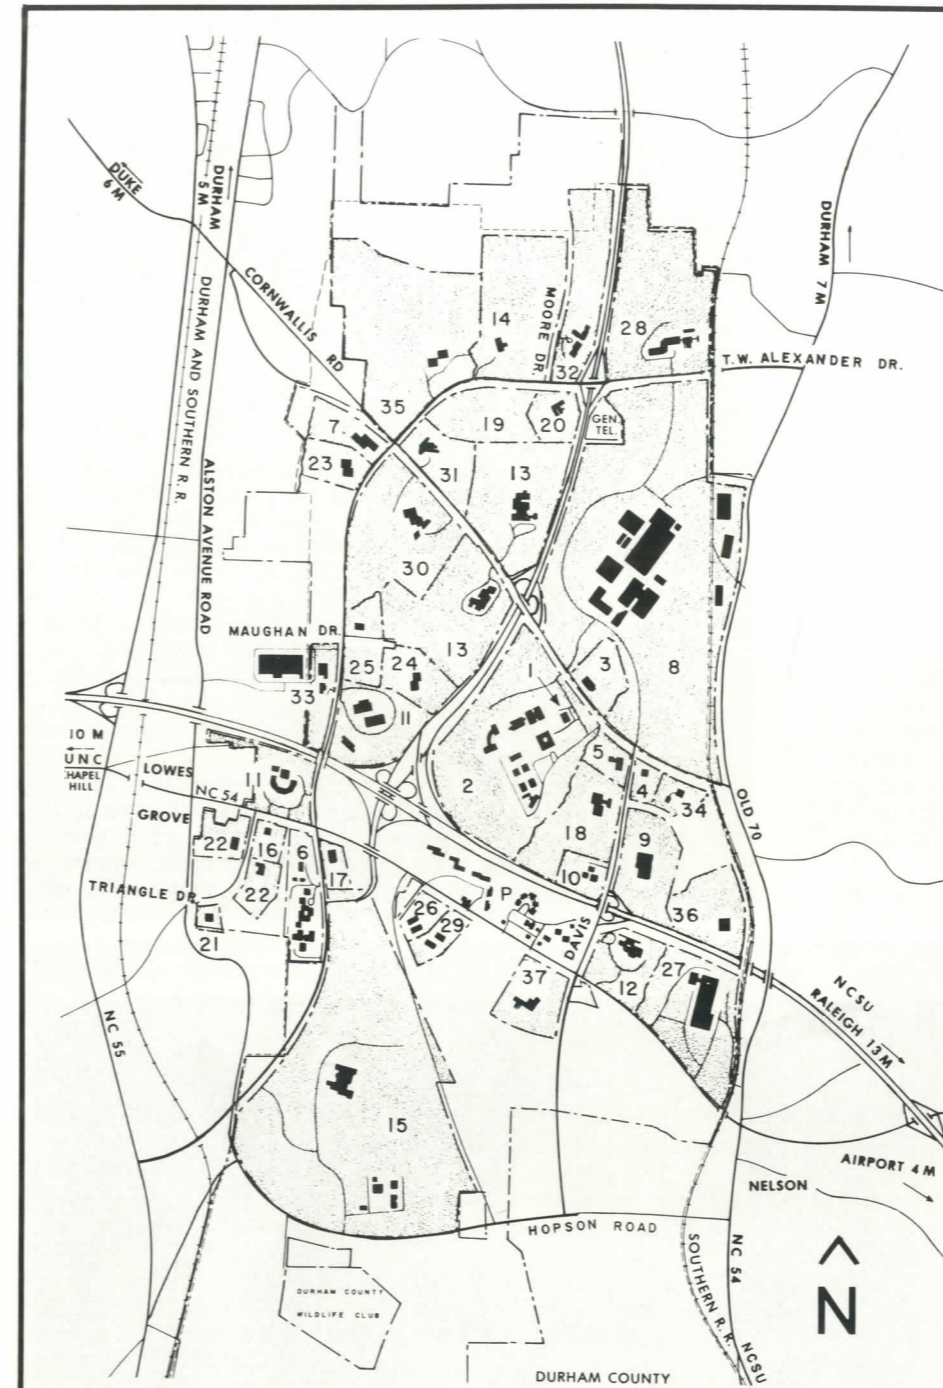 DUKE
6 M
DURHAM
5 M
DURHAM AND SOUTHERN R.R.
CORNWALLIS RD
DURHAM 7 M
MOORE DR.
14
28
32
T.W. ALEXANDER DR.
35
7
19
20
GEN
TEL
23
31
13
ALSTON AVENUE ROAD
30
MAUGHAN DR.
25
24
13
1
3
8
33
11
10 M
UNC
CHAPEL
HILL
LOWES
NC 54
GROVE
11
2
5
4
34
OLD 70
22
16
6
17
18
9
10
TRIANGLE DR.
22
P
36
21
26
29
DAVIS
37
12
27
NCSU
RALEIGH 13 M
NC 55
15
AIRPORT 4 M
NELSON
HOPSON ROAD
SOUTHERN R.R.
NC 54
NCSU
N
DURHAM COUNTY
WILDLIFE CLUB
DURHAM COUNTY